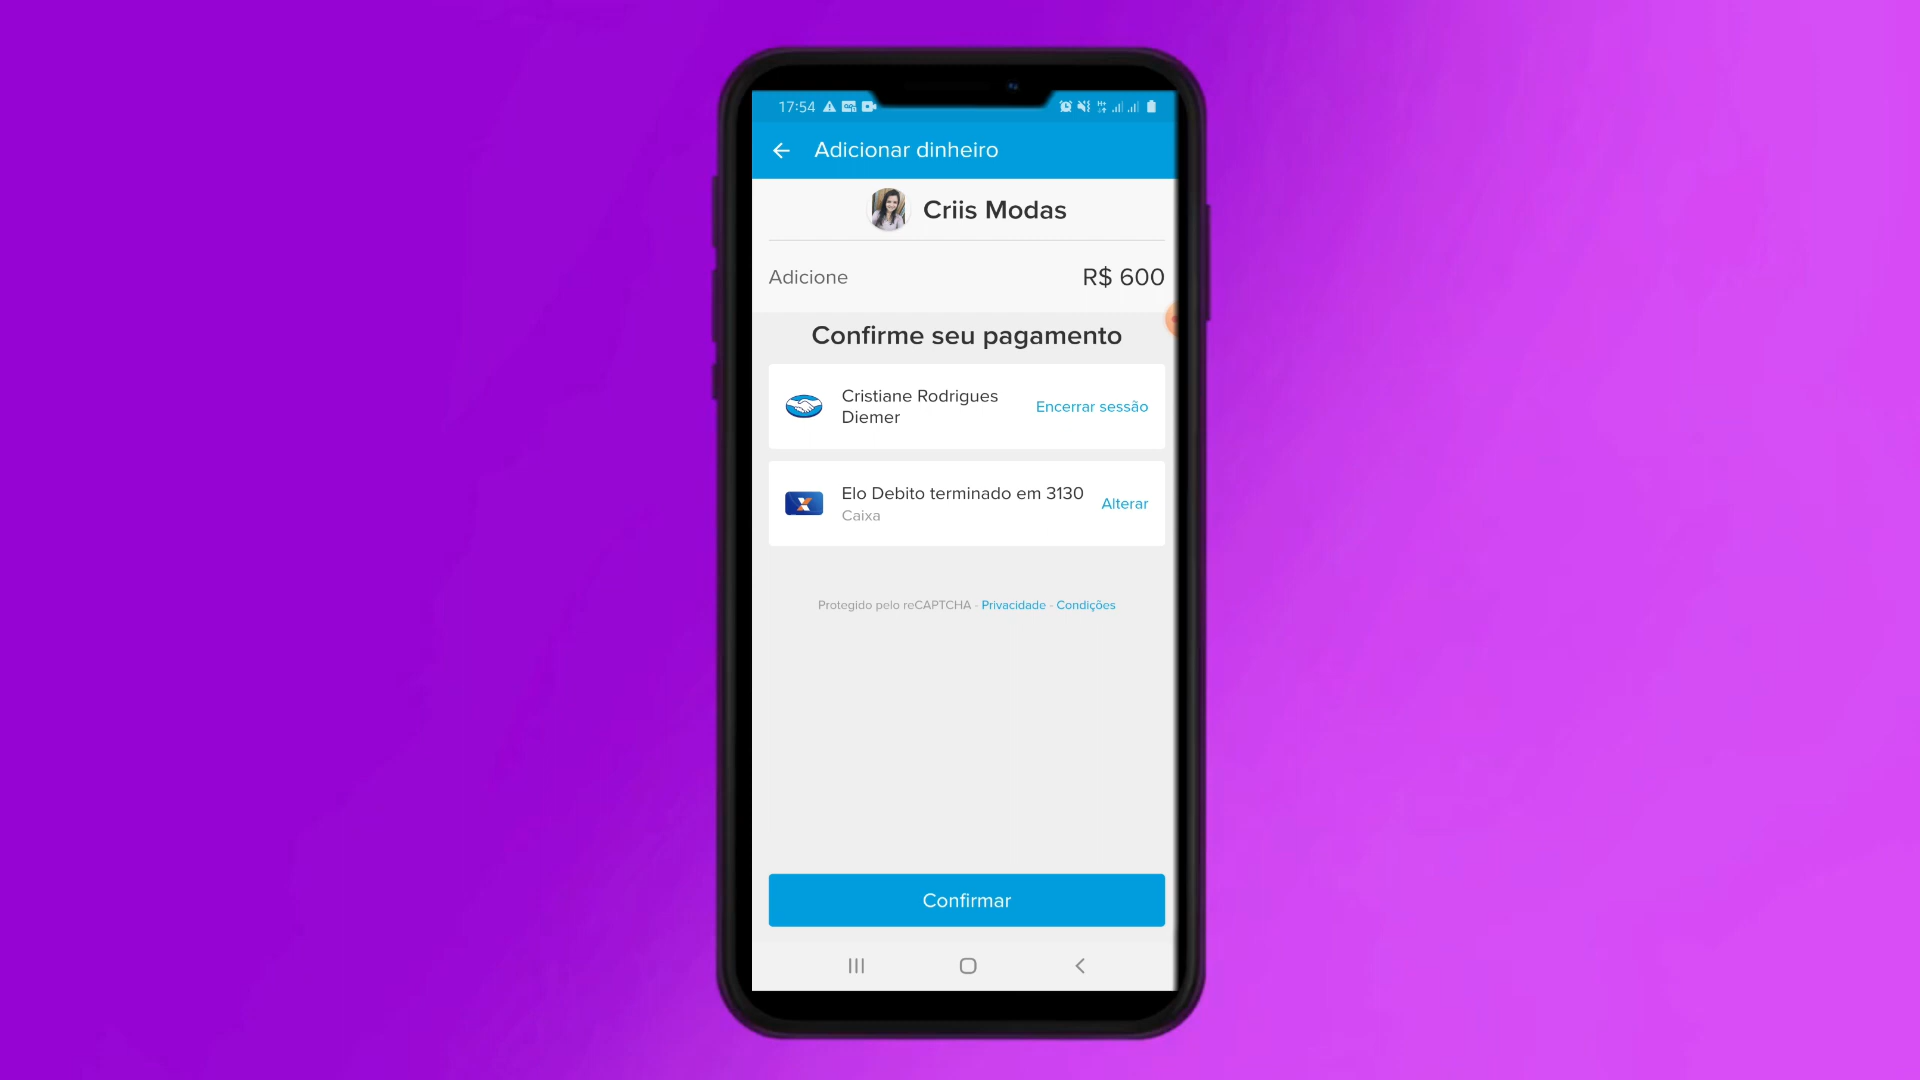 17:54
Adicionar dinheiro
Criis Modas
Adicione R$ 600
Confirme seu pagamento
Cristiane Rodrigues
Diemer
Encerrar sessão
Elo Debito terminado em 3130
Caixa
Alterar
Protegido pelo reCAPTCHA - Privacidade - Condições
Confirmar